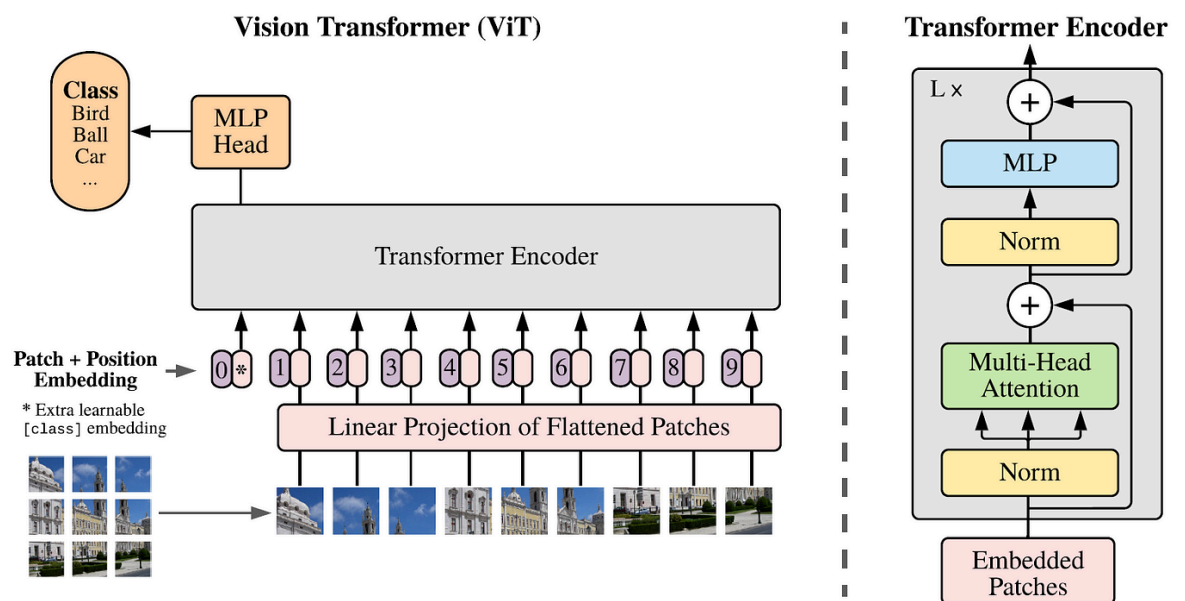 Vision Transformer (ViT)
Class
Bird
Ball
Car
...
MLP
Head
Transformer Encoder
Patch + Position
Embedding
* Extra learnable
[class] embedding
0 *
1
2
3
4
5
6
7
8
9
Linear Projection of Flattened Patches
Transformer Encoder
L ×
+
MLP
Norm
+
Multi-Head
Attention
Norm
Embedded
Patches